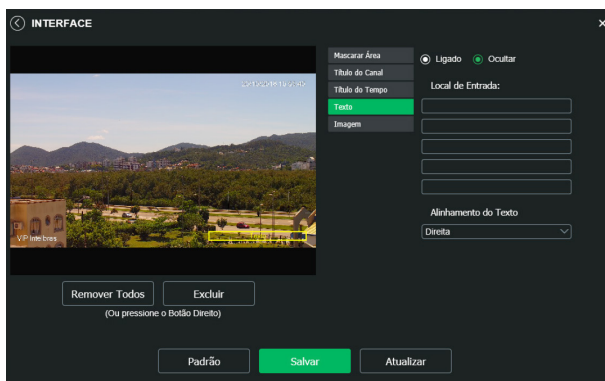 INTERFACE
Mascarar Área
Título do Canal
Título do Tempo
Texto
Imagem
Ligado
Ocultar
Local de Entrada:
Alinhamento do Texto
Direita
VIP Intelbras
Remover Todos
Excluir
(Ou pressione o Botão Direito)
Padrão
Salvar
Atualizar